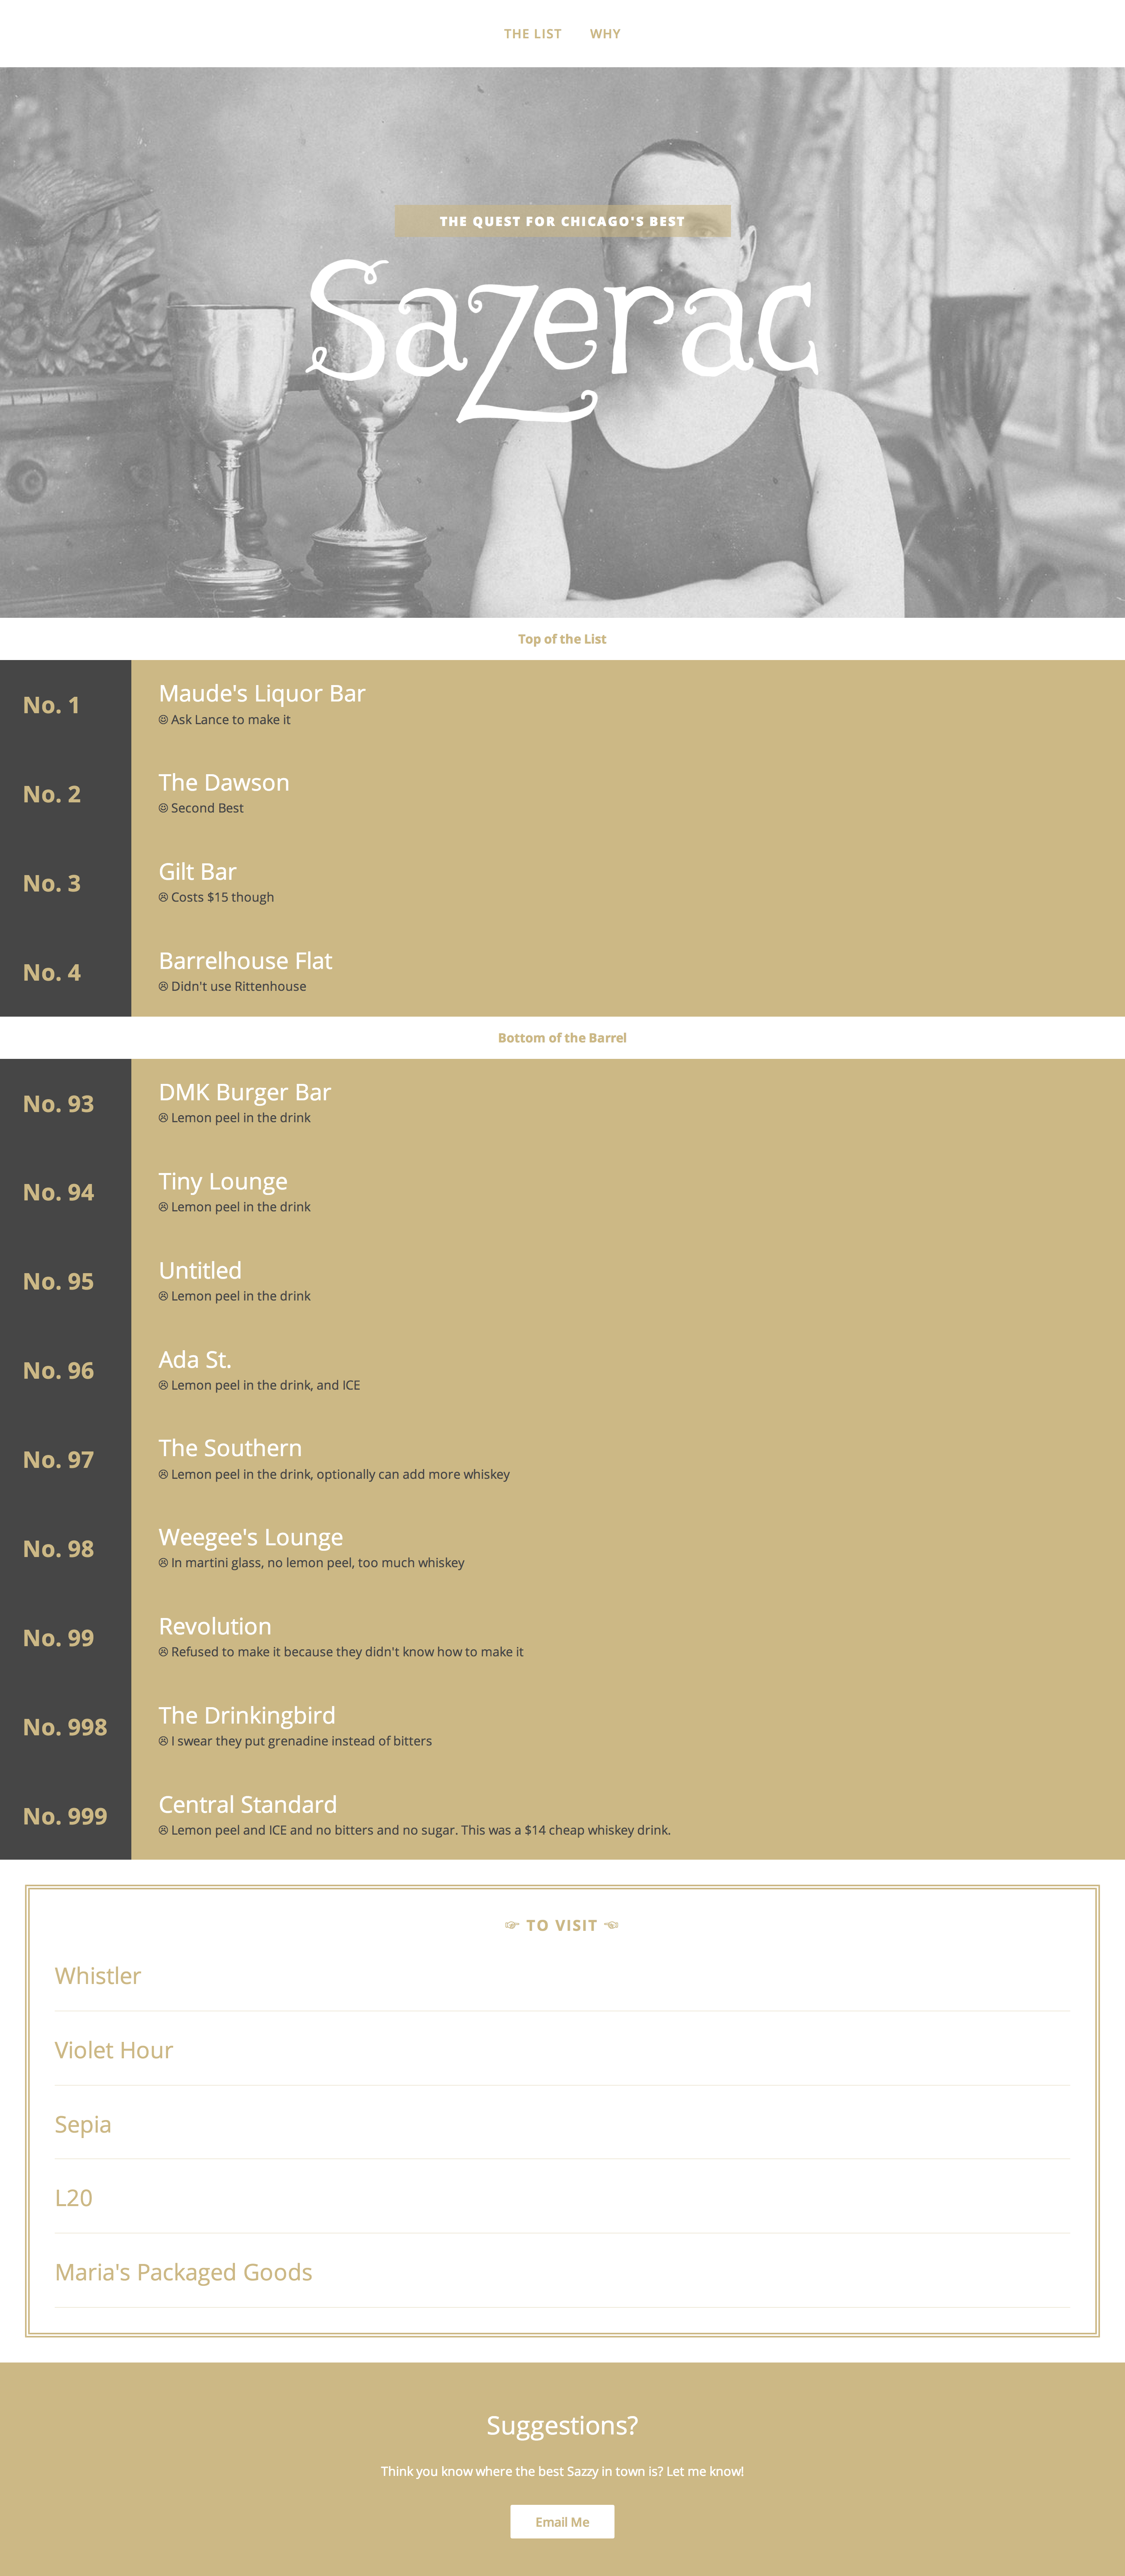 THE LIST WHY
THE QUEST FOR CHICAGO'S BEST
Sazerac
Top of the List
No. 1
Maude's Liquor Bar
☺ Ask Lance to make it
No. 2
The Dawson
☺ Second Best
No. 3
Gilt Bar
☹ Costs $15 though
No. 4
Barrelhouse Flat
☹ Didn't use Rittenhouse
Bottom of the Barrel
No. 93
DMK Burger Bar
☹ Lemon peel in the drink
No. 94
Tiny Lounge
☹ Lemon peel in the drink
No. 95
Untitled
☹ Lemon peel in the drink
No. 96
Ada St.
☹ Lemon peel in the drink, and ICE
No. 97
The Southern
☹ Lemon peel in the drink, optionally can add more whiskey
No. 98
Weegee's Lounge
☹ In martini glass, no lemon peel, too much whiskey
No. 99
Revolution
☹ Refused to make it because they didn't know how to make it
No. 998
The Drinkingbird
☹ I swear they put grenadine instead of bitters
No. 999
Central Standard
☹ Lemon peel and ICE and no bitters and no sugar. This was a $14 cheap whiskey drink.
☞ TO VISIT ☜
Whistler
Violet Hour
Sepia
L20
Maria's Packaged Goods
Suggestions?
Think you know where the best Sazzy in town is? Let me know!
Email Me